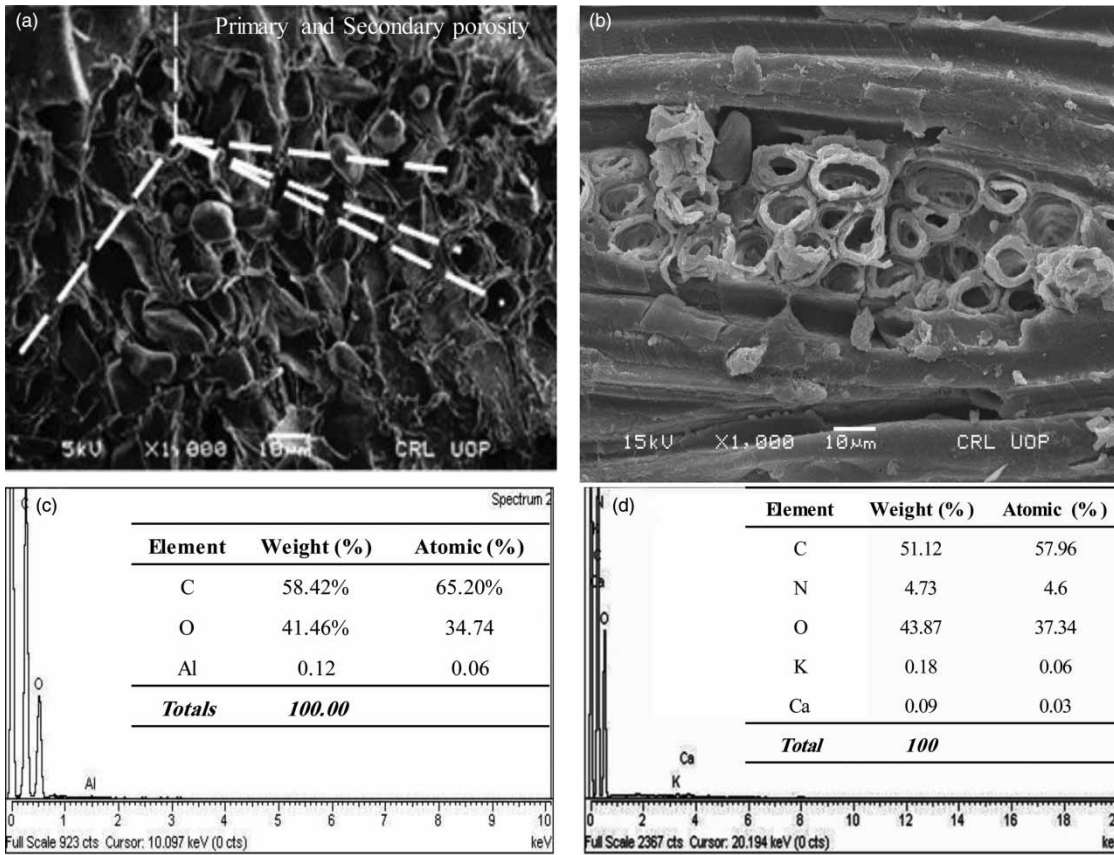 (a) Primary and Secondary porosity
5kV X1,000 10µm CRL UOP
(b)
15kV X1,000 10µm CRL UOP
(c) Spectrum 2
C
O
Al
Element Weight (%) Atomic (%)
C 58.42% 65.20%
O 41.46% 34.74
Al 0.12 0.06
Totals 100.00
0 1 2 3 4 5 6 7 8 9 10
Full Scale 923 cts Cursor: 10.097 keV (0 cts) keV
(d)
N
K
C
Ca
O
Ca
K
Element Weight (%) Atomic (%)
C 51.12 57.96
N 4.73 4.6
O 43.87 37.34
K 0.18 0.06
Ca 0.09 0.03
Total 100
0 2 4 6 8 10 12 14 16 18
Full Scale 2367 cts Cursor: 20.194 keV (0 cts)